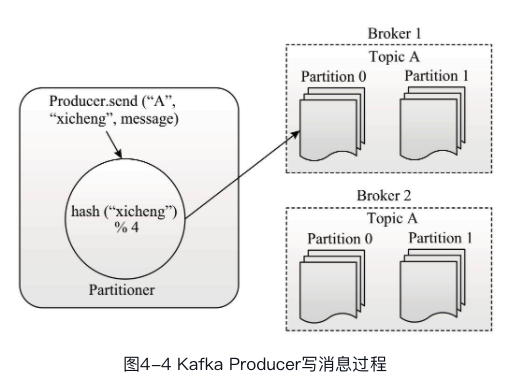 Producer.send (“A”,
“xicheng”, message)
hash (“xicheng”)
% 4
Partitioner
Broker 1
Topic A
Partition 0
Partition 1
Broker 2
Topic A
Partition 0
Partition 1
图4-4 Kafka Producer写消息过程